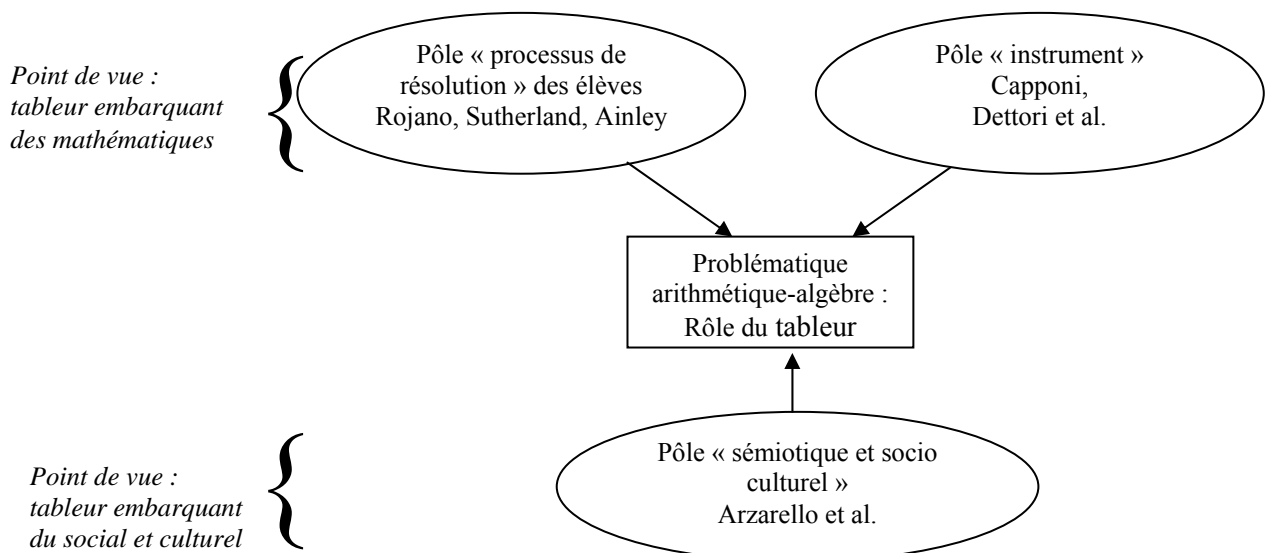 Point de vue :
tableur embarquant
des mathématiques
Pôle « processus de
résolution » des élèves
Rojano, Sutherland, Ainley
Pôle « instrument »
Capponi,
Dettori et al.
Problématique
arithmétique-algèbre :
Rôle du tableur
Point de vue :
tableur embarquant
du social et culturel
Pôle « sémiotique et socio
culturel »
Arzarello et al.